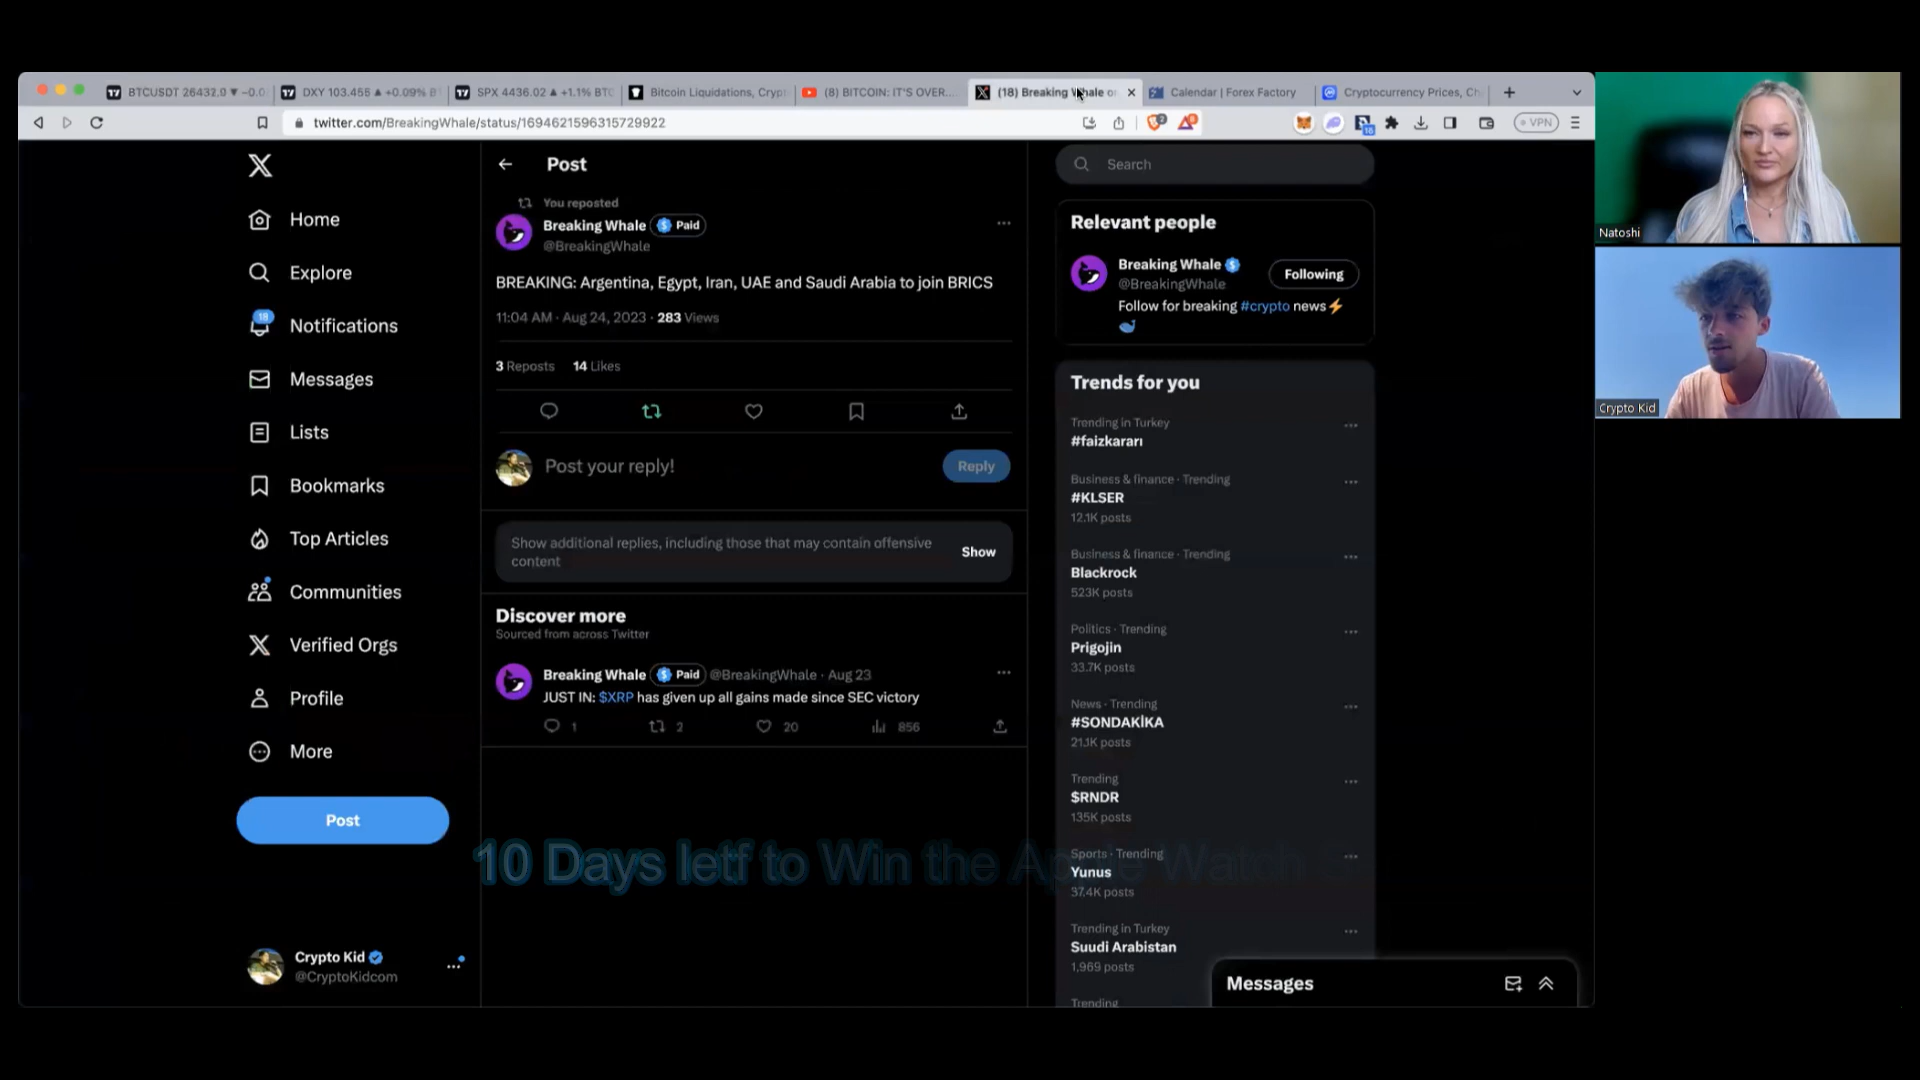 BTCUSDT 26432.0 ▼ −0.0
DXY 103.455 ▲ +0.09%
SPX 4436.02 ▲ +1.1% BTC
Bitcoin Liquidations, Cryp
(8) BITCOIN: IT'S OVER...
(18) Breaking Whale on
Calendar | Forex Factory
Cryptocurrency Prices, Ch
twitter.com/BreakingWhale/status/1694621596315729922
VPN
Home
Explore
18
Notifications
Messages
Lists
Bookmarks
Top Articles
Communities
Verified Orgs
Profile
More
Post
Crypto Kid
@CryptoKidcom
Post
You reposted
Breaking Whale Paid
@BreakingWhale
BREAKING: Argentina, Egypt, Iran, UAE and Saudi Arabia to join BRICS
11:04 AM · Aug 24, 2023 · 283 Views
3 Reposts 14 Likes
Post your reply!
Reply
Show additional replies, including those that may contain offensive
content
Show
Discover more
Sourced from across Twitter
Breaking Whale Paid @BreakingWhale · Aug 23
JUST IN: $XRP has given up all gains made since SEC victory
1 2 20 856
10 Days letf to Win the Apple Watch
Search
Relevant people
Breaking Whale
@BreakingWhale
Following
Follow for breaking #crypto news
Trends for you
Trending in Turkey
#faizkararı
Business & finance · Trending
#KLSER
12.1K posts
Business & finance · Trending
Blackrock
523K posts
Politics · Trending
Prigojin
33.7K posts
News · Trending
#SONDAKİKA
21.1K posts
Trending
$RNDR
135K posts
Sports · Trending
Yunus
37.4K posts
Trending in Turkey
Suudi Arabistan
1,969 posts
Trending
Messages
Natoshi
Crypto Kid